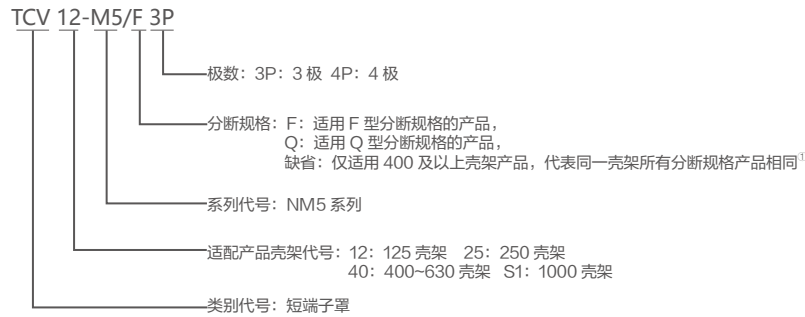 TCV 12-M5/F 3P
极数：3P：3 极 4P：4 极
分断规格：F：适用 F 型分断规格的产品，
Q：适用 Q 型分断规格的产品，
缺省：仅适用 400 及以上壳架产品，代表同一壳架所有分断规格产品相同①
系列代号：NM5 系列
适配产品壳架代号：12：125 壳架 25：250 壳架
40：400~630 壳架 S1：1000 壳架
类别代号：短端子罩